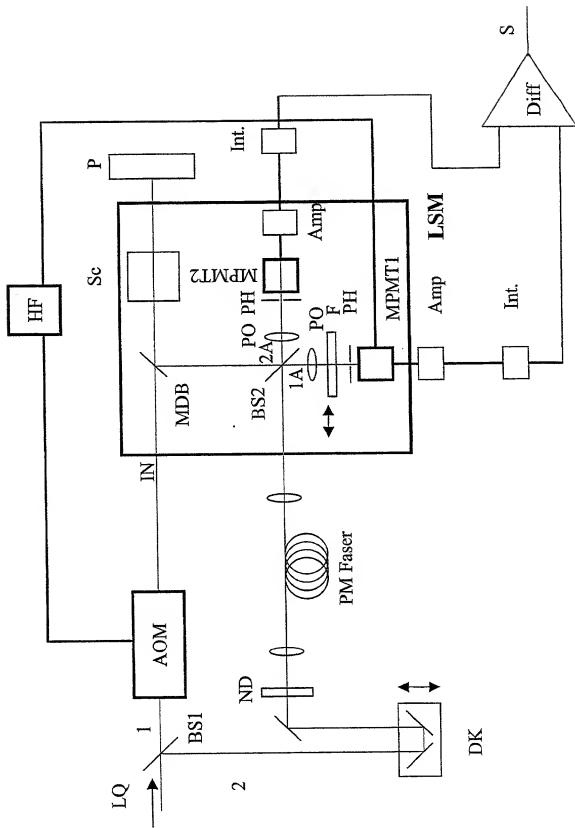 LQ
1
BS1
2
AOM
HF
IN
MDB
Sc
P
DK
ND
PM Faser
BS2
2A
PO
PH
MPMT2
Amp
Int.
1A
PO
F
PH
MPMT1
LSM
Amp
Int.
Diff
S